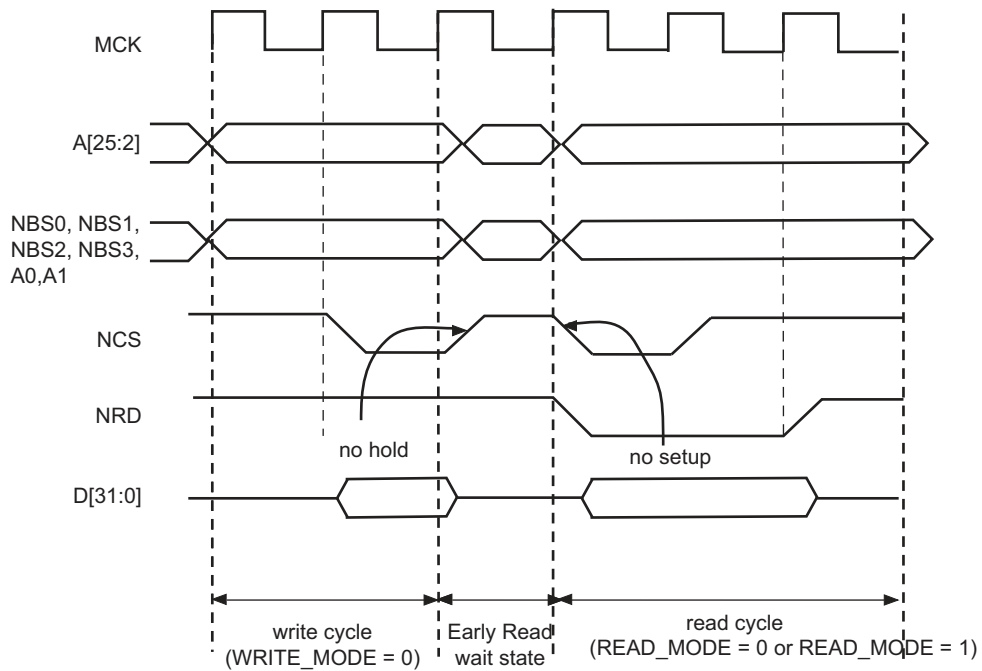 MCK
A[25:2]
NBS0, NBS1,
NBS2, NBS3,
A0,A1
NCS
NRD
no hold
no setup
D[31:0]
write cycle
(WRITE_MODE = 0)
Early Read
wait state
read cycle
(READ_MODE = 0 or READ_MODE = 1)